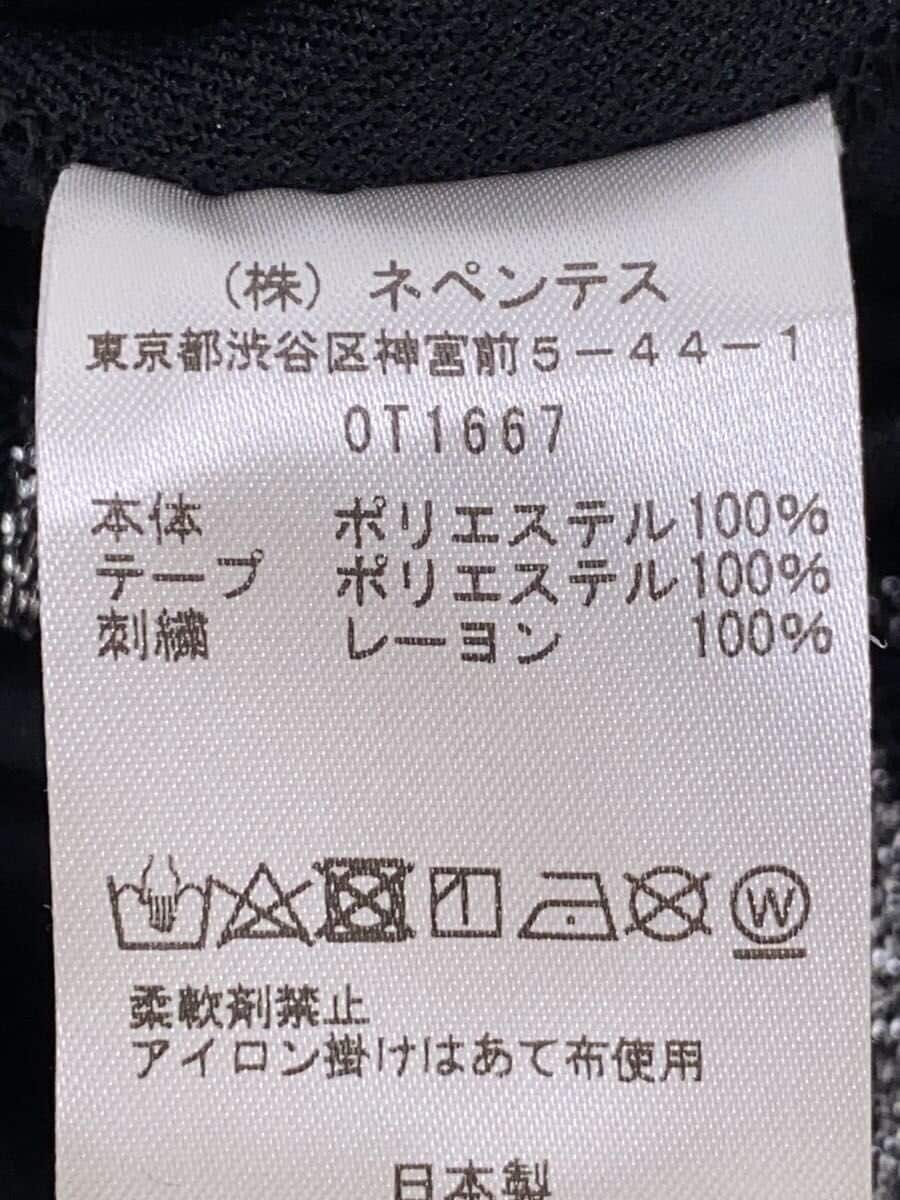 (株) ネペンテス
東京都渋谷区神宮前5-44-1
OT1667
本体 ポリエステル100%
テープ ポリエステル100%
刺繍 レーヨン 100%
W
柔軟剤禁止
アイロン掛けはあて布使用
日本製